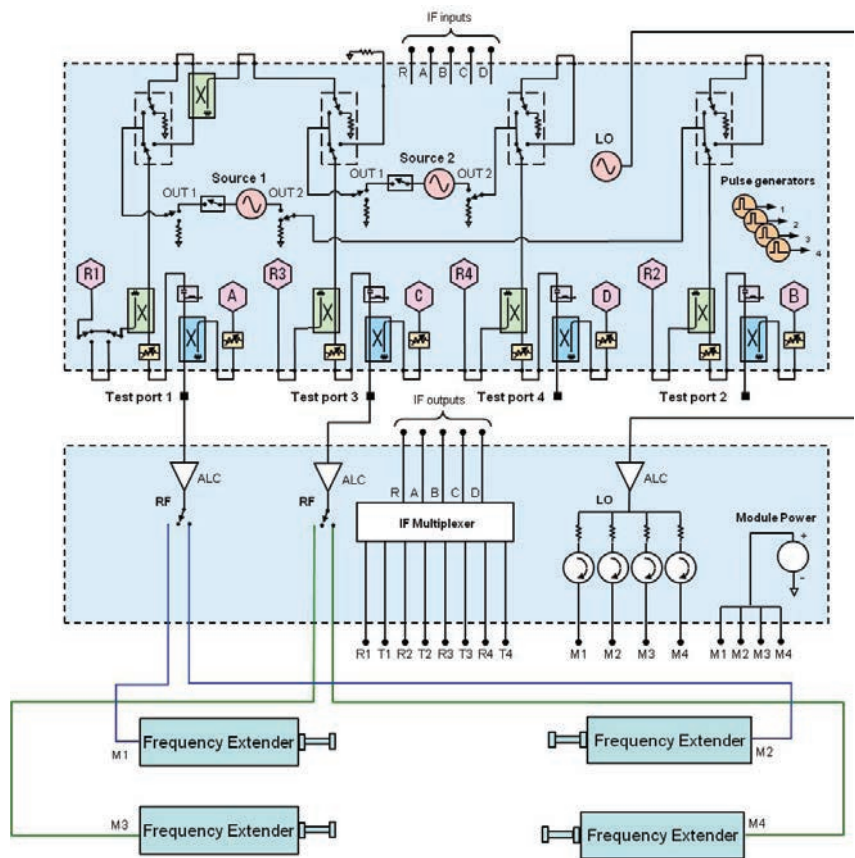 IF inputs
R A B C D
LO
Source 1
Source 2
OUT 1
OUT 2
OUT 1
OUT 2
Pulse generators
1
2
3
4
R1
A
R3
C
R4
D
R2
B
Test port 1
Test port 3
Test port 4
Test port 2
IF outputs
ALC
ALC
ALC
RF
RF
R A B C D
LO
IF Multiplexer
Module Power
+
-
R1 T1 R2 T2 R3 T3 R4 T4
M1 M2 M3 M4
M1 M2 M3 M4
M1
Frequency Extender
Frequency Extender
M2
M3
Frequency Extender
Frequency Extender
M4